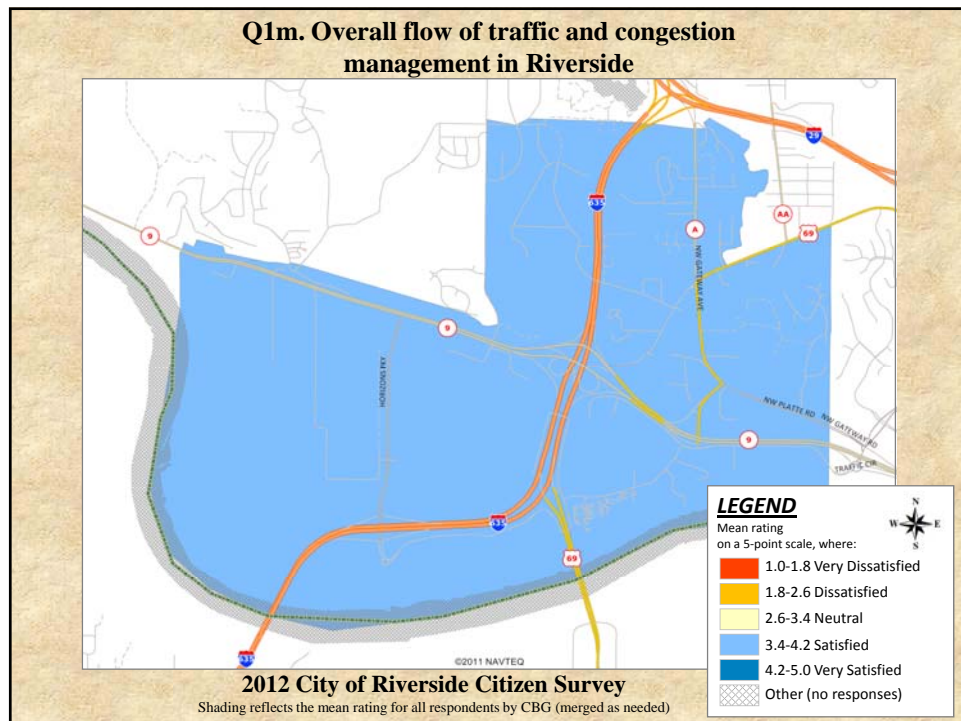 Q1m. Overall flow of traffic and congestion
management in Riverside
29
635
AA
A
69
9
NW GATEWAY AVE
9
HORIZONS PKY
NW PLATTE RD
NW GATEWAY RD
9
TRAFFIC CIR
635
69
635
©2011 NAVTEQ
LEGEND
Mean rating
on a 5-point scale, where:
N
W E
S
1.0-1.8 Very Dissatisfied
1.8-2.6 Dissatisfied
2.6-3.4 Neutral
3.4-4.2 Satisfied
4.2-5.0 Very Satisfied
Other (no responses)
2012 City of Riverside Citizen Survey
Shading reflects the mean rating for all respondents by CBG (merged as needed)